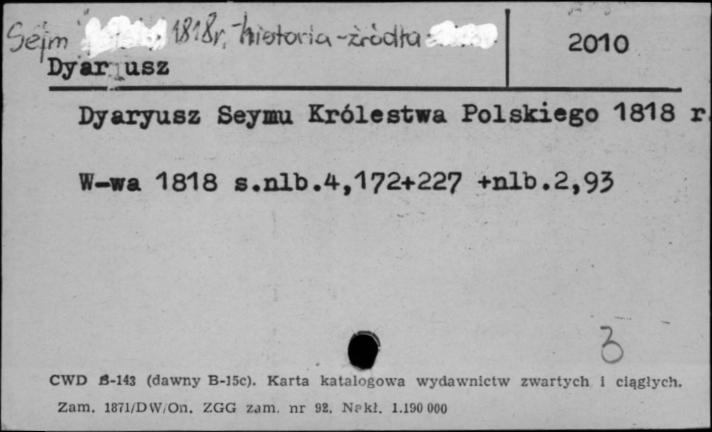 Sejm 1818r. - historia - źródła
2010
Dyaryusz
Dyaryusz Seymu Królestwa Polskiego 1818 r.
W-wa 1818 s.nlb.4,172+227 +nlb.2,93
3
CWD B-143 (dawny B-15c). Karta katalogowa wydawnictw zwartych i ciągłych.
Zam. 1871/DW/On. ZGG zam. nr 92. Nakł. 1.190 000